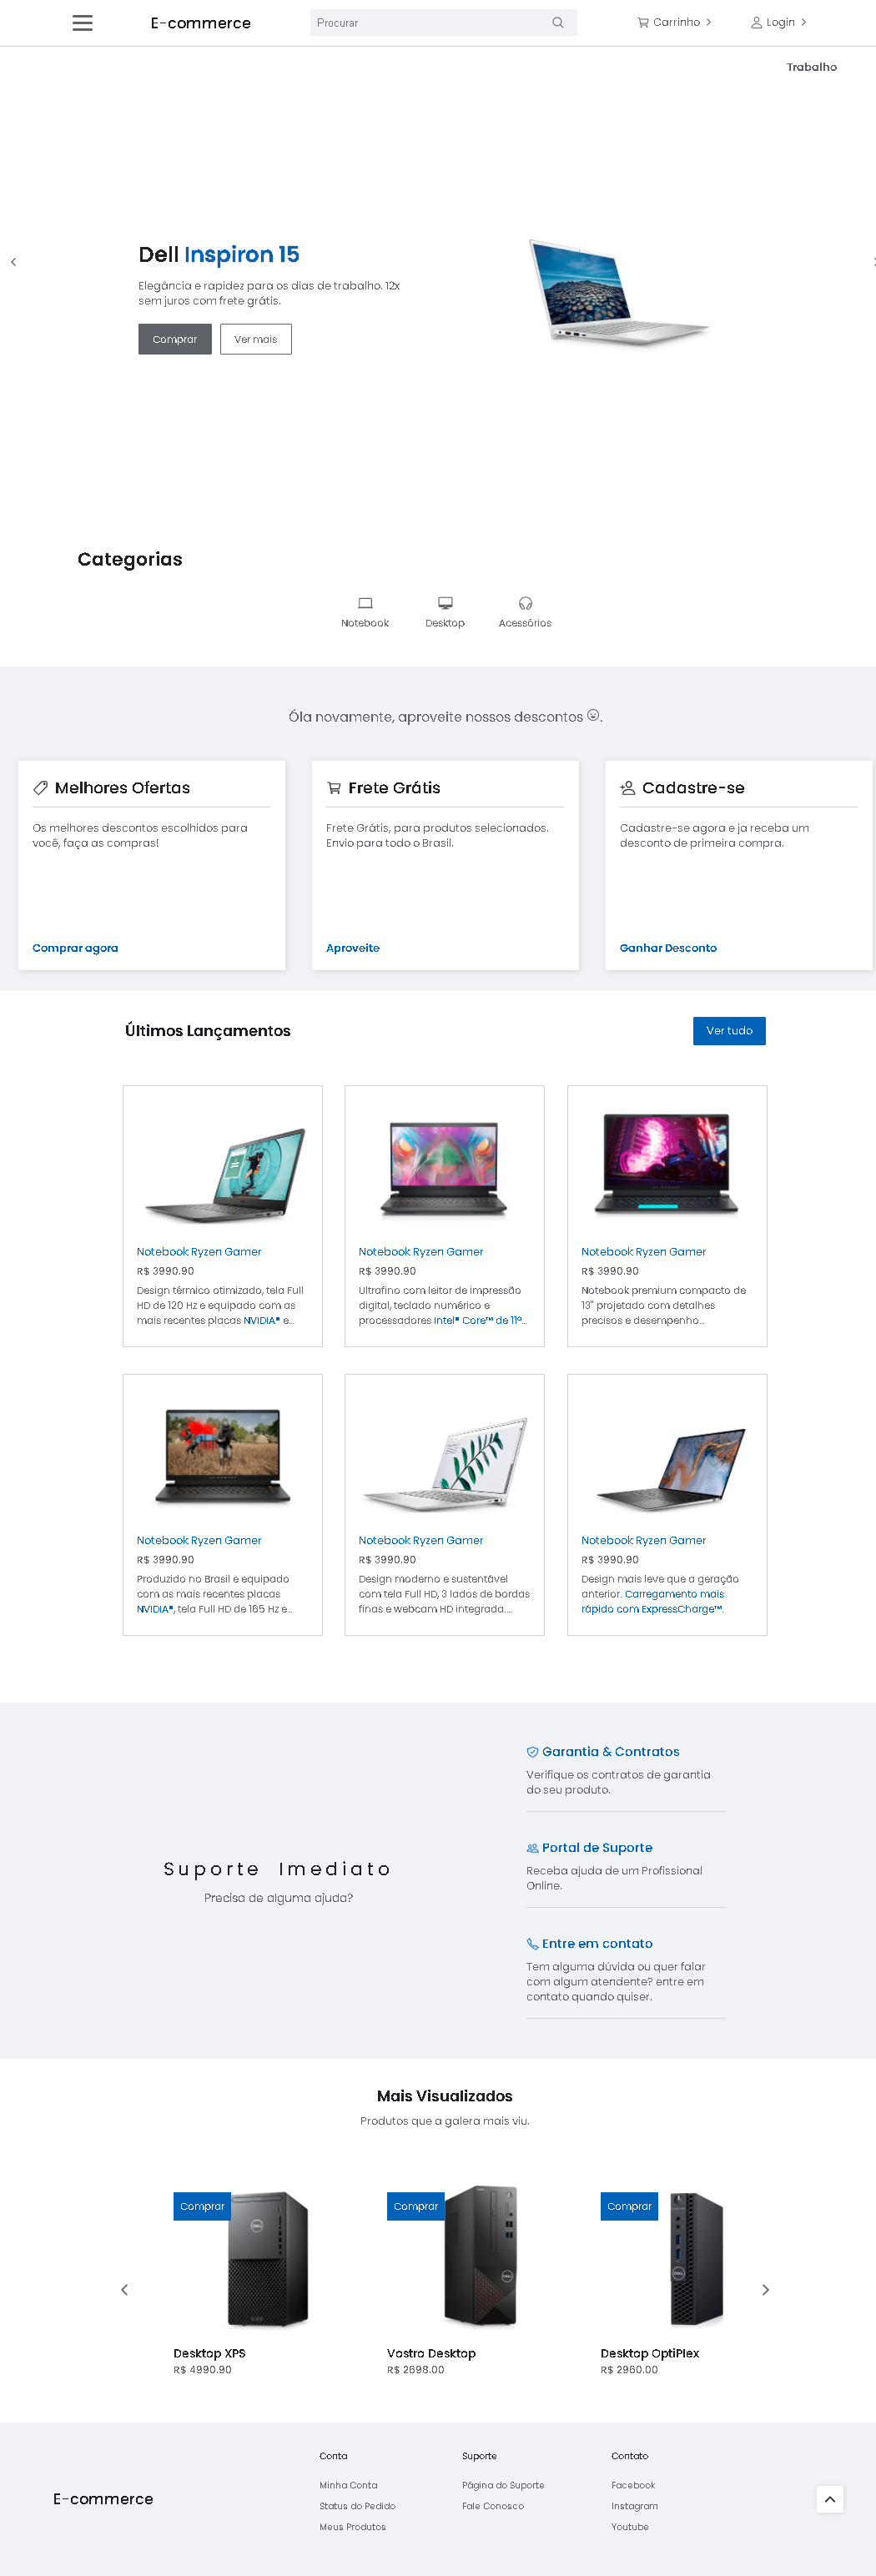 E-commerce
Procurar
Carrinho
Login
Trabalho
Dell Inspiron 15
Elegância e rapidez para os dias de trabalho. 12x
sem juros com frete grátis.
Comprar
Ver mais
Categorias
Notebook
Desktop
Acessórios
Óla novamente, aproveite nossos descontos .
Melhores Ofertas
Os melhores descontos escolhidos para
você, faça as compras!
Comprar agora
Frete Grátis
Frete Grátis, para produtos selecionados.
Envio para todo o Brasil.
Aproveite
Cadastre-se
Cadastre-se agora e ja receba um
desconto de primeira compra.
Ganhar Desconto
Últimos Lançamentos
Ver tudo
Notebook Ryzen Gamer
R$ 3990.90
Design térmico otimizado, tela Full
HD de 120 Hz e equipado com as
mais recentes placas NVIDIA® e...
Notebook Ryzen Gamer
R$ 3990.90
Ultrafino com leitor de impressão
digital, teclado numérico e
processadores Intel® Core™ de 11ª...
Notebook Ryzen Gamer
R$ 3990.90
Notebook premium compacto de
13" projetado com detalhes
precisos e desempenho...
Notebook Ryzen Gamer
R$ 3990.90
Produzido no Brasil e equipado
com as mais recentes placas
NVIDIA®, tela Full HD de 165 Hz e...
Notebook Ryzen Gamer
R$ 3990.90
Design moderno e sustentável
com tela Full HD, 3 lados de bordas
finas e webcam HD integrada....
Notebook Ryzen Gamer
R$ 3990.90
Design mais leve que a geração
anterior. Carregamento mais
rápido com ExpressCharge™.
Suporte Imediato
Precisa de alguma ajuda?
Garantia & Contratos
Verifique os contratos de garantia
do seu produto.
Portal de Suporte
Receba ajuda de um Profissional
Online.
Entre em contato
Tem alguma dúvida ou quer falar
com algum atendente? entre em
contato quando quiser.
Mais Visualizados
Produtos que a galera mais viu.
Comprar
DELL
Desktop XPS
R$ 4990.90
Comprar
DELL
Vostro Desktop
R$ 2698.00
Comprar
DELL
Desktop OptiPlex
R$ 2960.00
E-commerce
Conta
Minha Conta
Status do Pedido
Meus Produtos
Suporte
Página do Suporte
Fale Conosco
Contato
Facebook
Instagram
Youtube